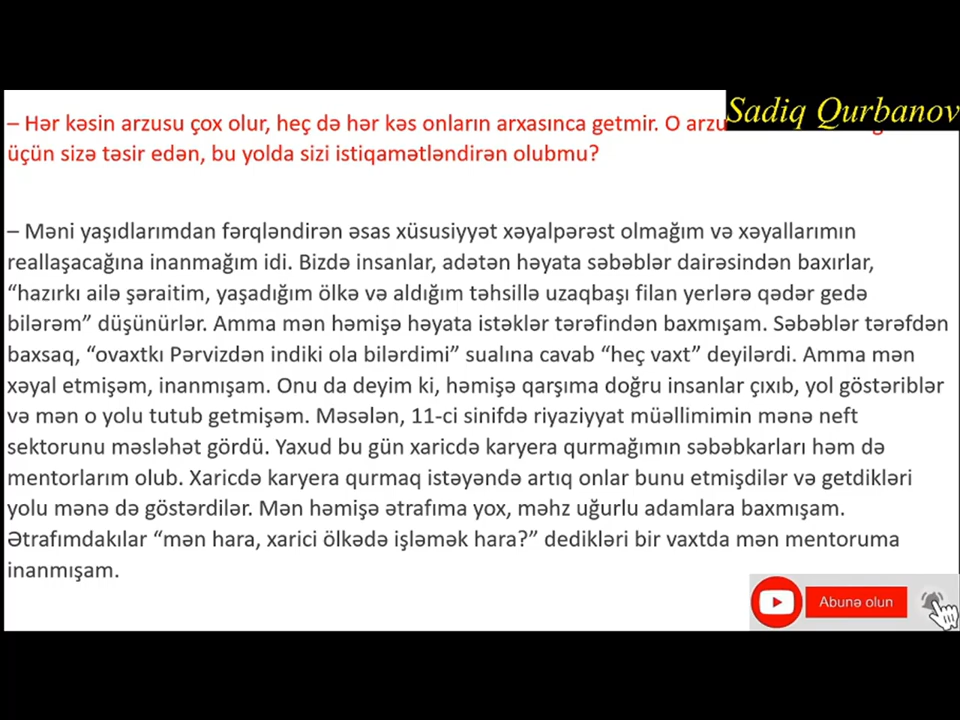 Sadiq Qurbanov
– Hər kəsin arzusu çox olur, heç də hər kəs onların arxasınca getmir. O arzu
üçün sizə təsir edən, bu yolda sizi istiqamətləndirən olubmu?
– Məni yaşıdlarımdan fərqləndirən əsas xüsusiyyət xəyalpərəst olmağım və xəyallarımın
reallaşacağına inanmağım idi. Bizdə insanlar, adətən həyata səbəblər dairəsindən baxırlar,
“hazırkı ailə şəraitim, yaşadığım ölkə və aldığım təhsillə uzaqbaşı filan yerlərə qədər gedə
bilərəm” düşünürlər. Amma mən həmişə həyata istəklər tərəfindən baxmışam. Səbəblər tərəfdən
baxsaq, “ovaxtkı Pərvizdən indiki ola bilərdimi” sualına cavab “heç vaxt” deyilərdi. Amma mən
xəyal etmişəm, inanmışam. Onu da deyim ki, həmişə qarşıma doğru insanlar çıxıb, yol göstəriblər
və mən o yolu tutub getmişəm. Məsələn, 11-ci sinifdə riyaziyyat müəllimimin mənə neft
sektorunu məsləhət gördü. Yaxud bu gün xaricdə karyera qurmağımın səbəbkarları həm də
mentorlarım olub. Xaricdə karyera qurmaq istəyəndə artıq onlar bunu etmişdilər və getdikləri
yolu mənə də göstərdilər. Mən həmişə ətrafıma yox, məhz uğurlu adamlara baxmışam.
Ətrafımdakılar “mən hara, xarici ölkədə işləmək hara?” dedikləri bir vaxtda mən mentoruma
inanmışam.
Abunə olun